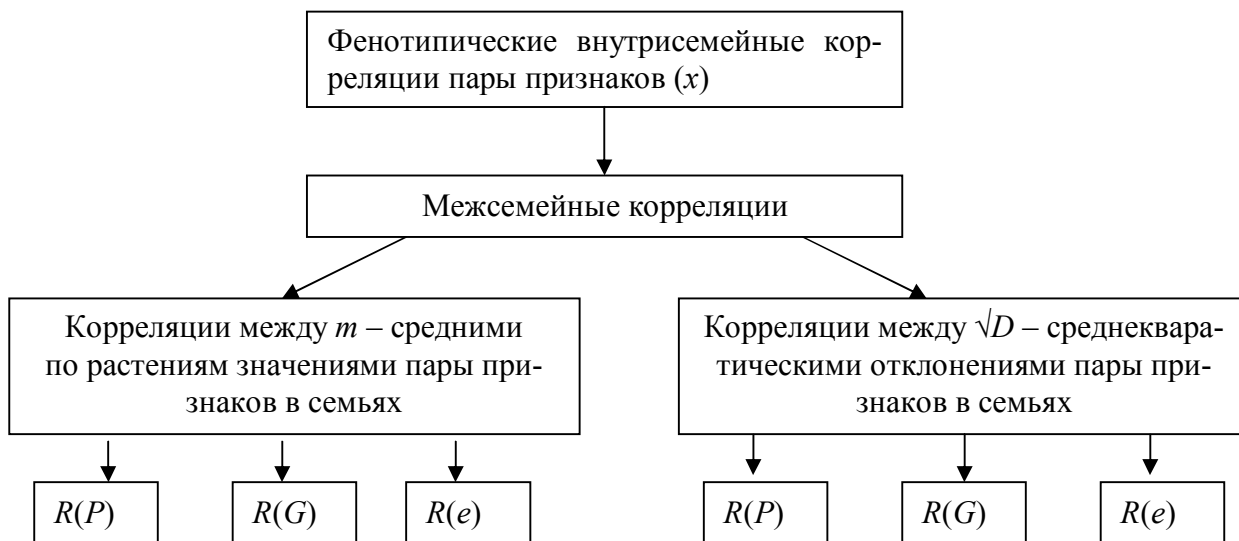 Фенотипические внутрисемейные кор-
реляции пары признаков (x)
Межсемейные корреляции
Корреляции между m – средними
по растениям значениями пары при-
знаков в семьях
Корреляции между √D – среднеквара-
тическими отклонениями пары при-
знаков в семьях
R(P)
R(G)
R(e)
R(P)
R(G)
R(e)